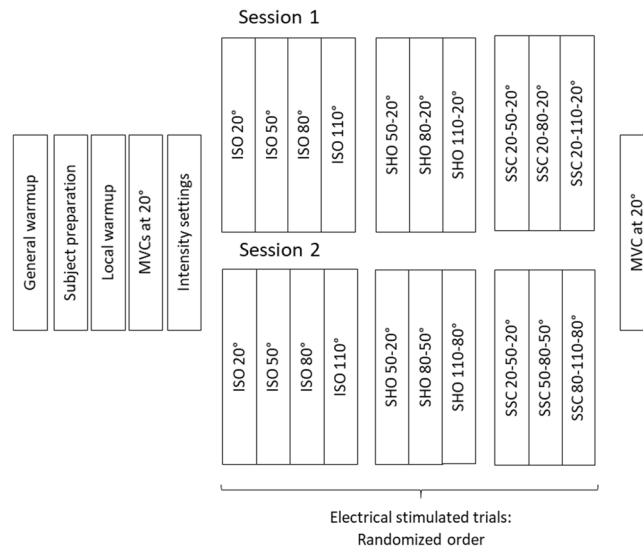 Session 1
General warmup
Subject preparation
Local warmup
MVCs at 20°
Intensity settings
ISO 20°
ISO 50°
ISO 80°
ISO 110°
SHO 50-20°
SHO 80-20°
SHO 110-20°
SSC 20-50-20°
SSC 20-80-20°
SSC 20-110-20°
MVC at 20°
Session 2
ISO 20°
ISO 50°
ISO 80°
ISO 110°
SHO 50-20°
SHO 80-50°
SHO 110-80°
SSC 20-50-20°
SSC 50-80-50°
SSC 80-110-80°
Electrical stimulated trials:
Randomized order